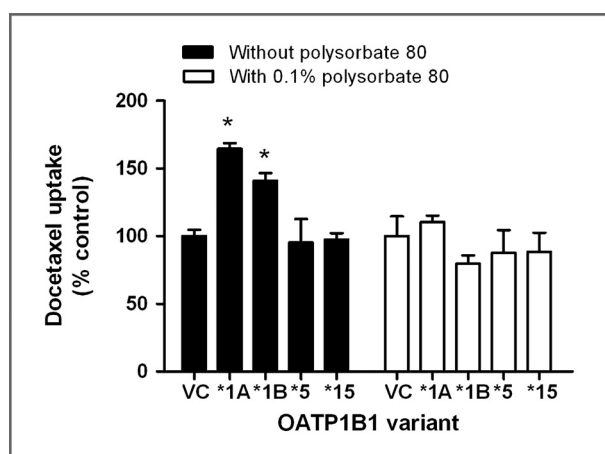 Without polysorbate 80
With 0.1% polysorbate 80
200
150
100
50
0
Docetaxel uptake
(% control)
* *
VC *1A *1B *5 *15 VC *1A *1B *5 *15
OATP1B1 variant